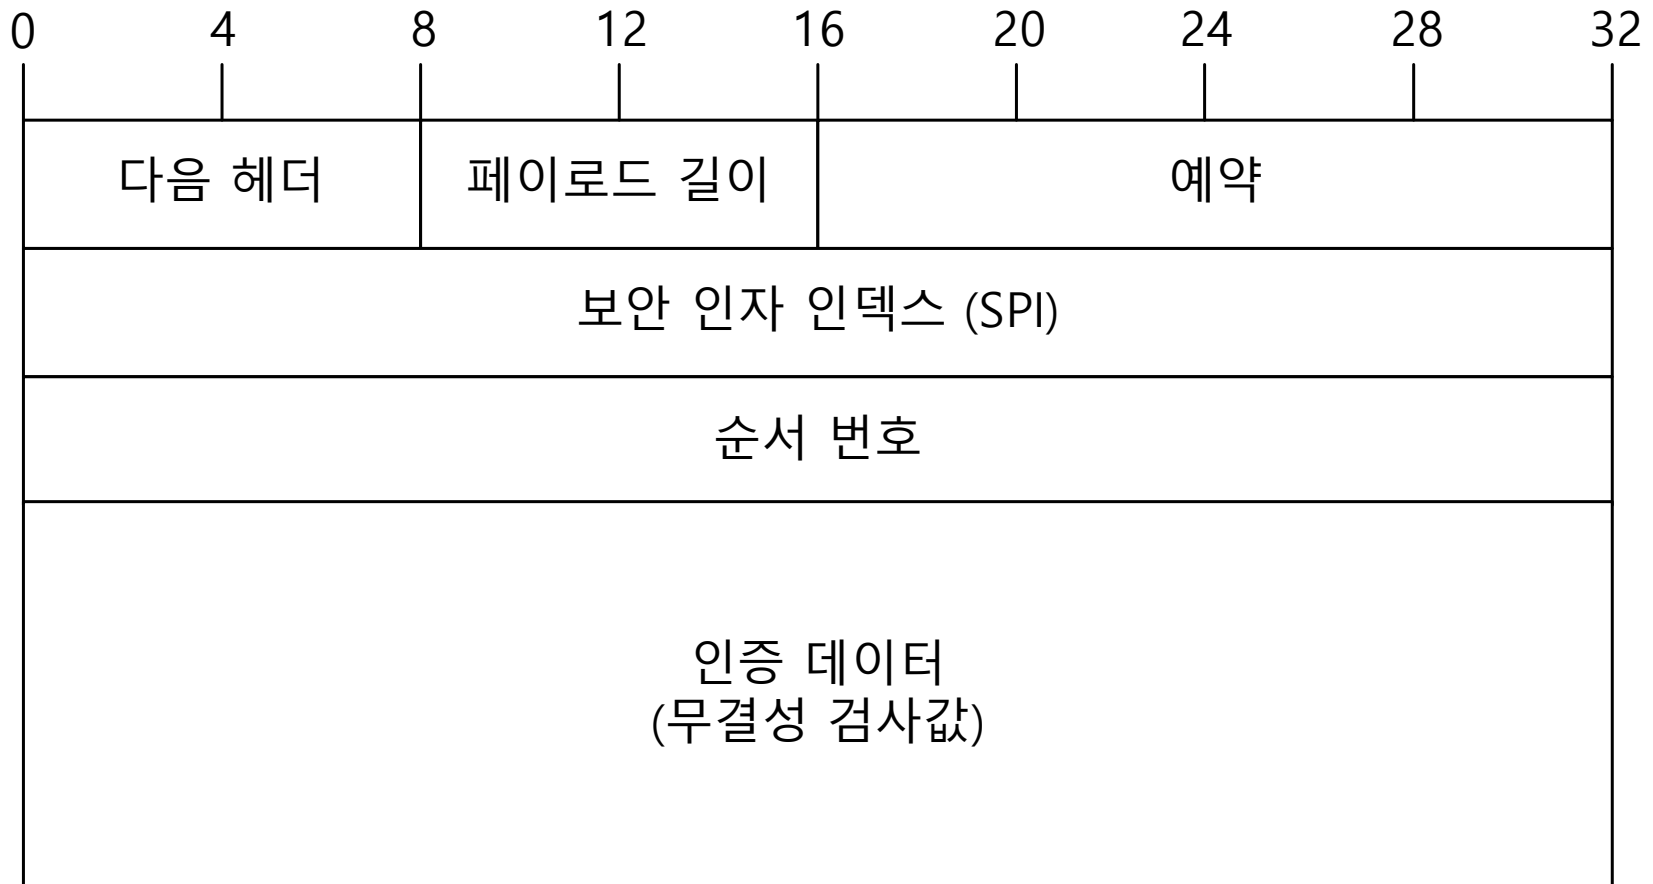 0 4 8 12 16 20 24 28 32
다음 헤더 페이로드 길이 예약
보안 인자 인덱스 (SPI)
순서 번호
인증 데이터
(무결성 검사값)